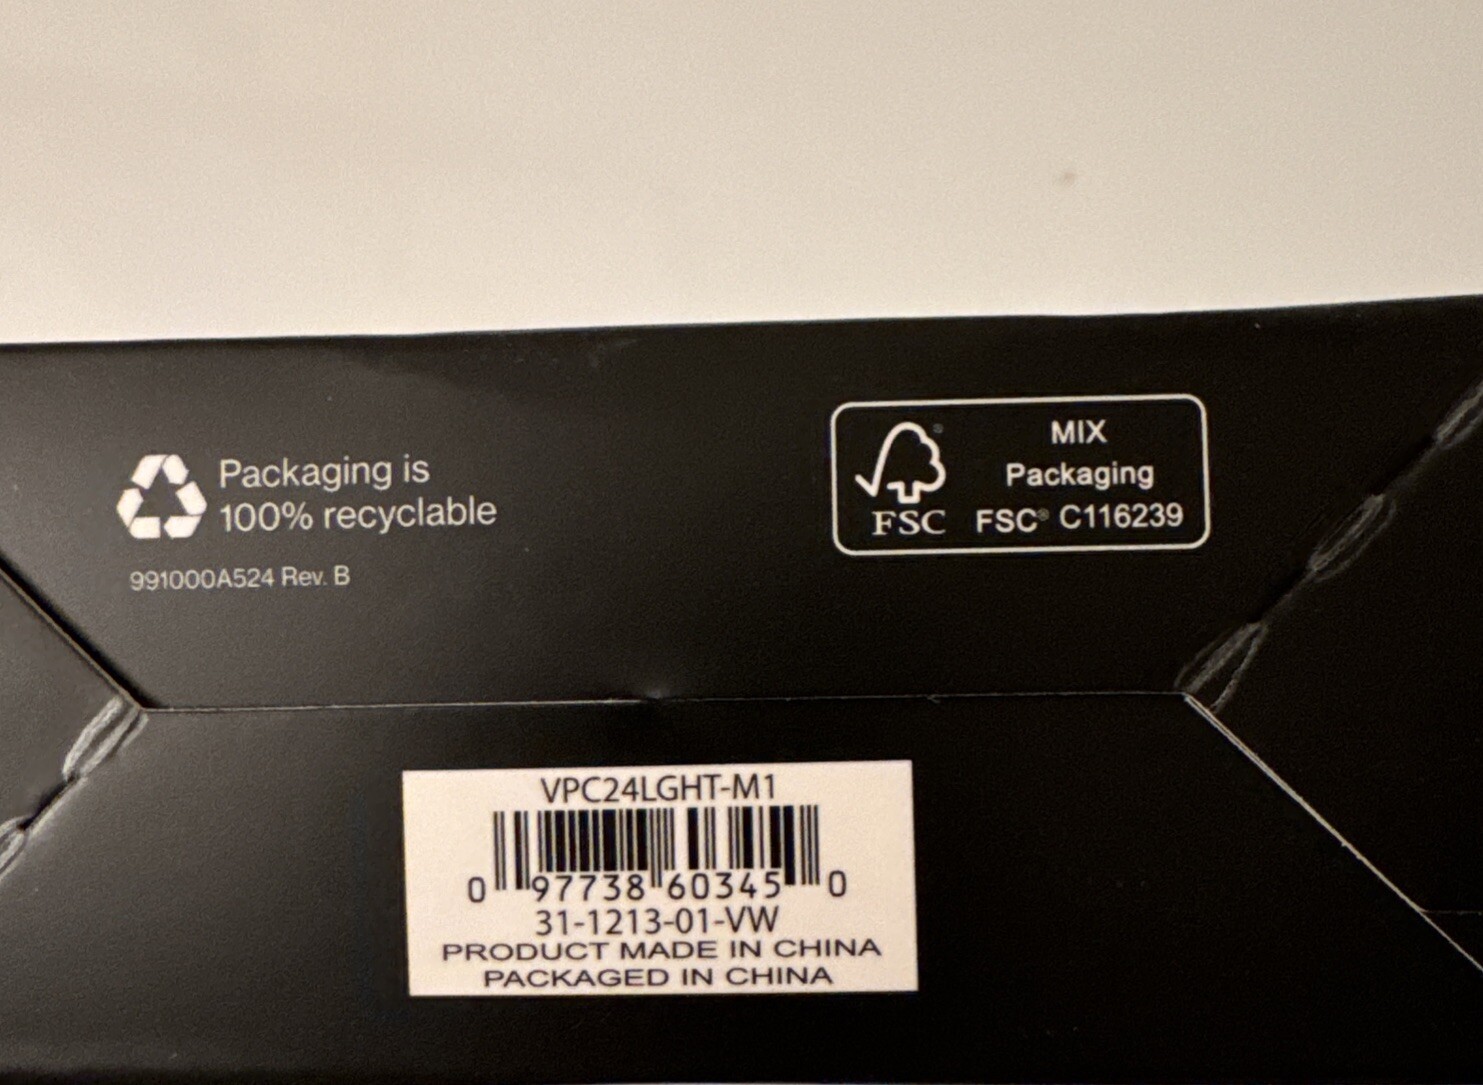 Packaging is
100% recyclable
991000A524 Rev. B
MIX
Packaging
FSC® C116239
FSC
VPC24LGHT-M1
0 97738 60345 0
31-1213-01-VW
PRODUCT MADE IN CHINA
PACKAGED IN CHINA